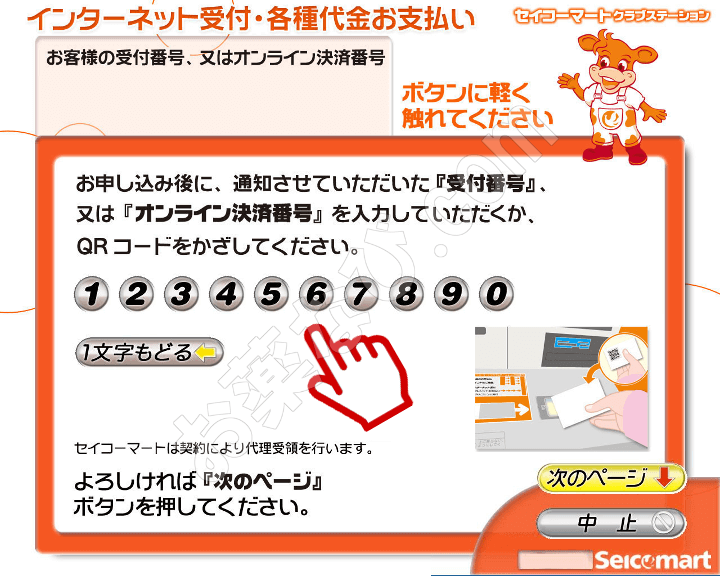 インターネット受付・各種代金お支払い
セイコーマートクラブステーション
お客様の受付番号、又はオンライン決済番号
ボタンに軽く
触れてください
お申し込み後に、通知させていただいた『受付番号』、
又は『オンライン決済番号』を入力していただくか、
QRコードをかざしてください。
1 2 3 4 5 6 7 8 9 0
1文字もどる
セイコーマートは契約により代理受領を行います。
よろしければ『次のページ』
ボタンを押してください。
次のページ
中 止
Seicomart
お薬なび.com